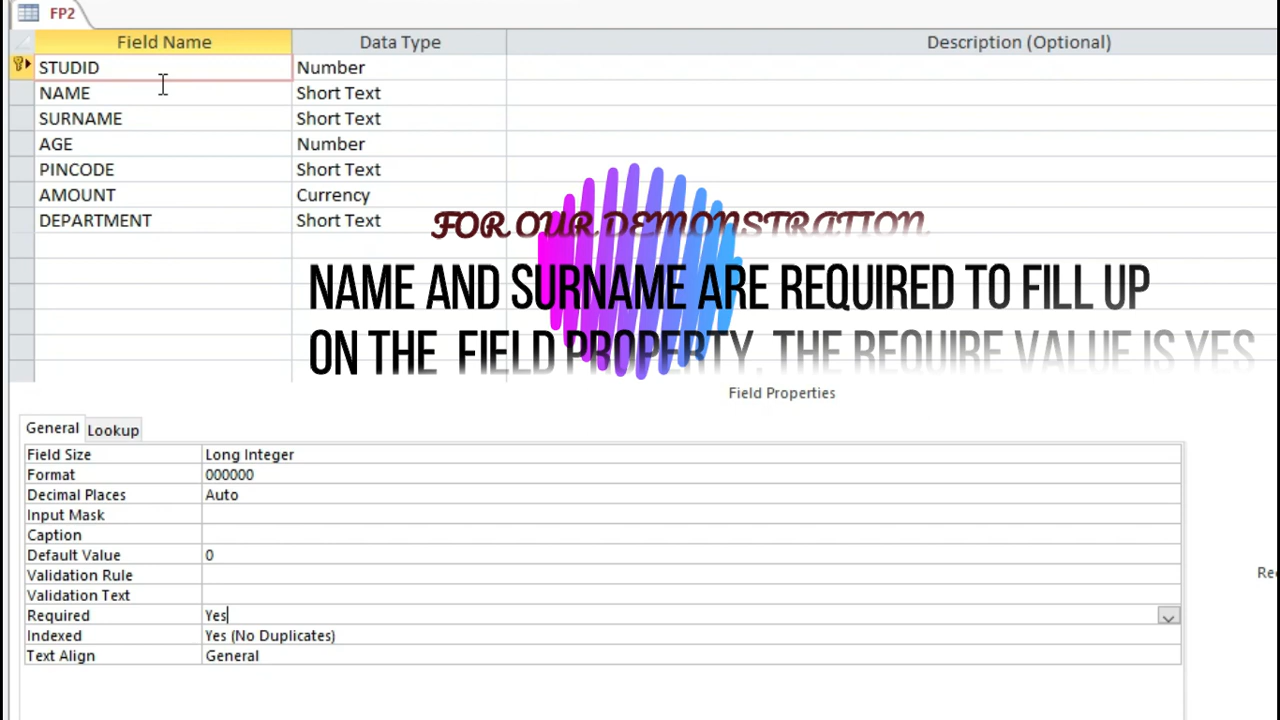 FP2
Field Name Data Type Description (Optional)
STUDID Number
NAME Short Text
SURNAME Short Text
AGE Number
PINCODE Short Text
AMOUNT Currency
DEPARTMENT Short Text
FOR OUR DEMONSTRATION
NAME AND SURNAME ARE REQUIRED TO FILL UP
ON THE FIELD PROPERTY. THE REQUIRE VALUE IS YES
Field Properties
General Lookup
Field Size Long Integer
Format 000000
Decimal Places Auto
Input Mask
Caption
Default Value 0
Validation Rule
Validation Text
Required Yes
Indexed Yes (No Duplicates)
Text Align General